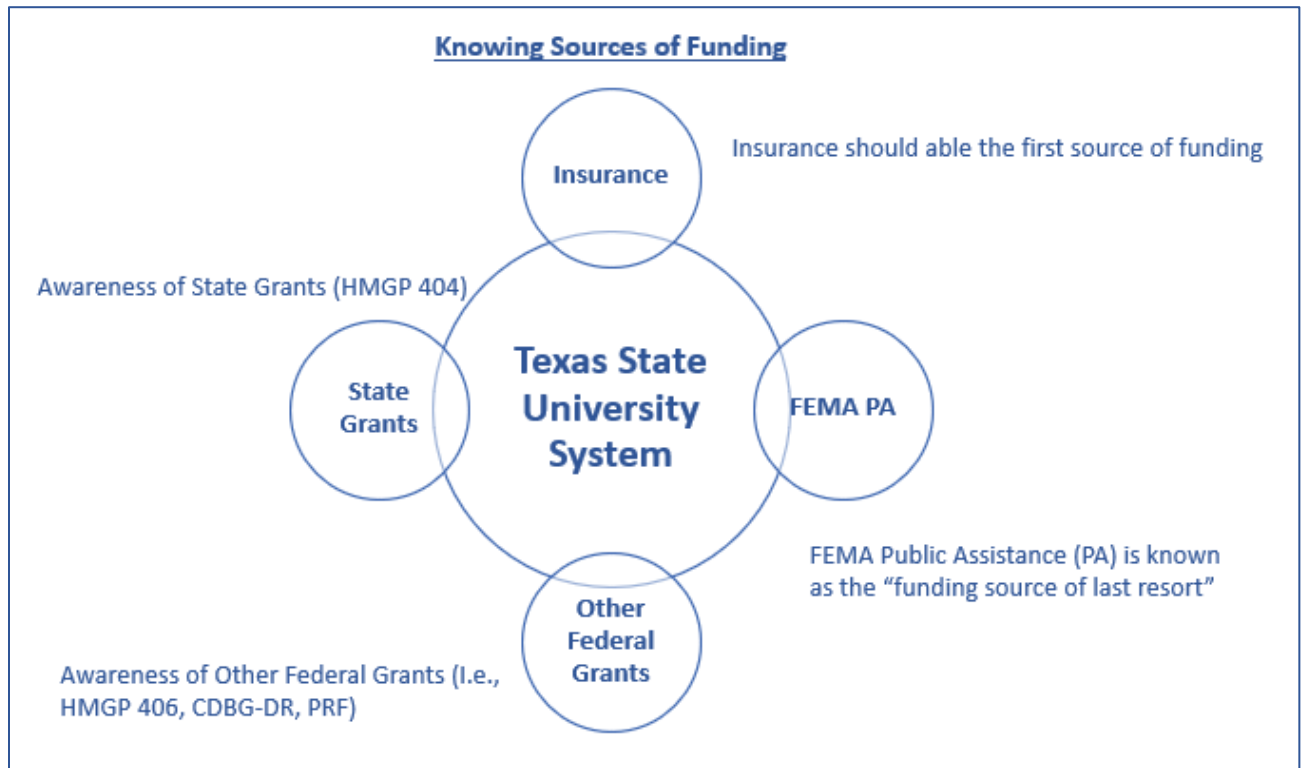 Knowing Sources of Funding
Insurance
Insurance should able the first source of funding
Awareness of State Grants (HMGP 404)
State
Grants
Texas State
University
System
FEMA PA
FEMA Public Assistance (PA) is known
as the “funding source of last resort”
Other
Federal
Grants
Awareness of Other Federal Grants (I.e.,
HMGP 406, CDBG-DR, PRF)